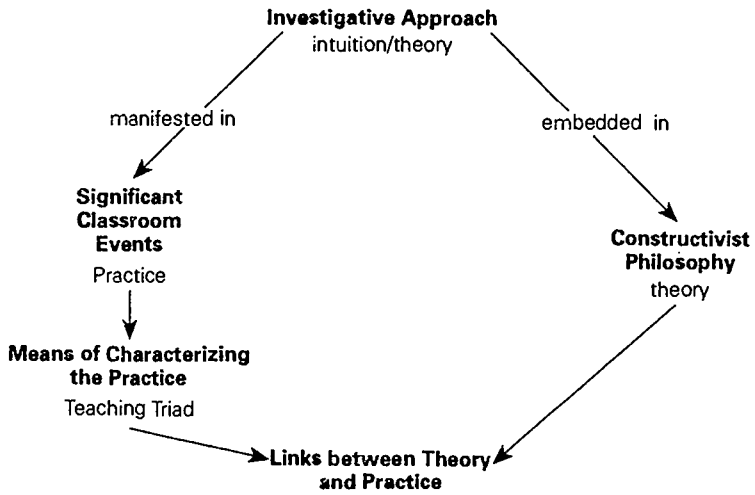 Investigative Approach
intuition/theory
manifested in
embedded in
Significant
Classroom
Events
Practice
Constructivist
Philosophy
theory
Means of Characterizing
the Practice
Teaching Triad
Links between Theory
and Practice